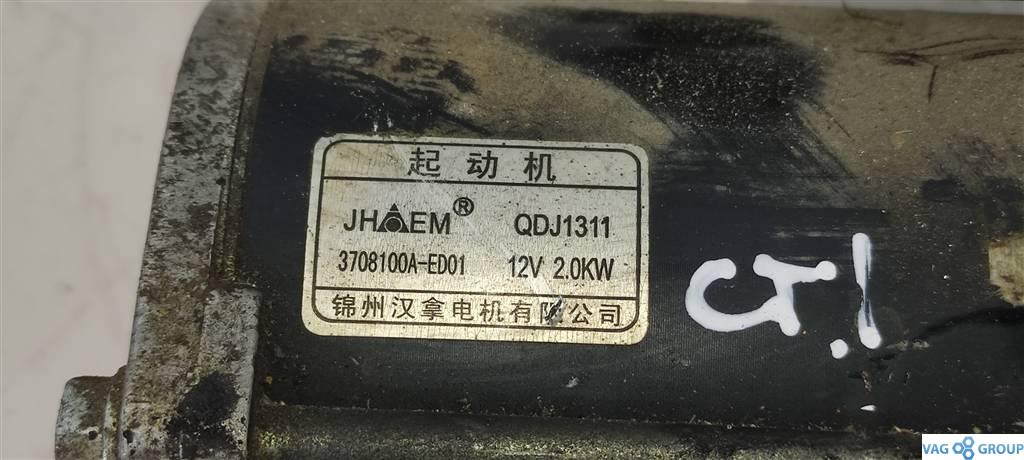 起动机
JHAEM® QDJ1311
3708100A-ED01 12V 2.0KW
锦州汉拿电机有限公司
VAG GROUP